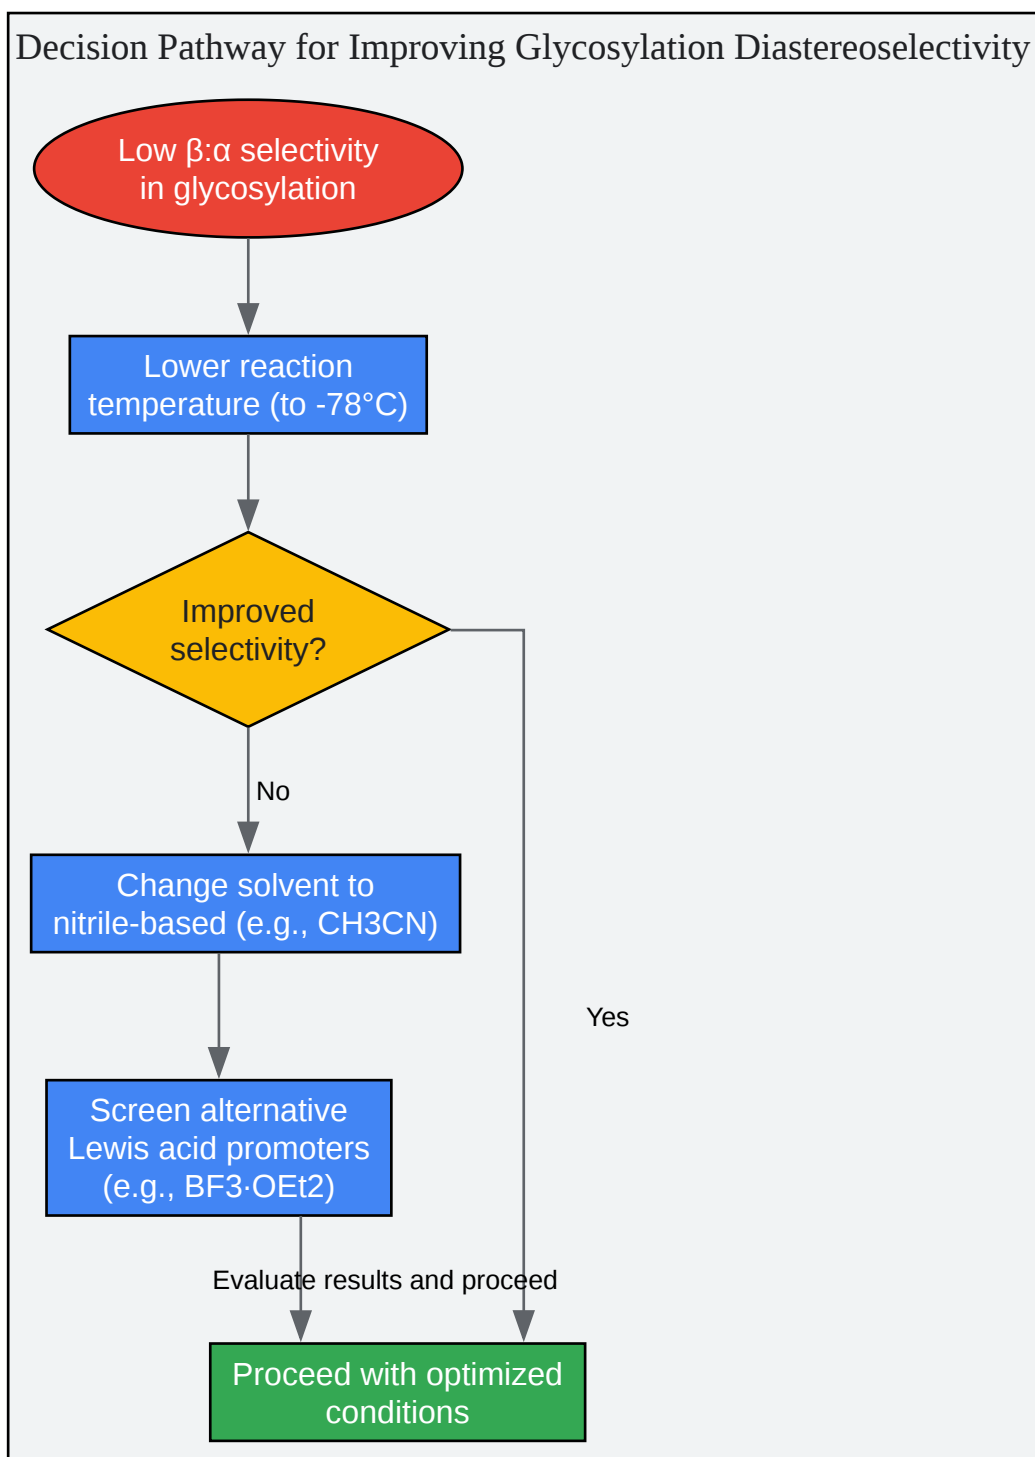 Decision Pathway for Improving Glycosylation Diastereoselectivity
Low β:α selectivity
in glycosylation
Lower reaction
temperature (to -78°C)
Improved
selectivity?
No
Change solvent to
nitrile-based (e.g., CH3CN)
Yes
Screen alternative
Lewis acid promoters
(e.g., BF3·OEt2)
Evaluate results and proceed
Proceed with optimized
conditions